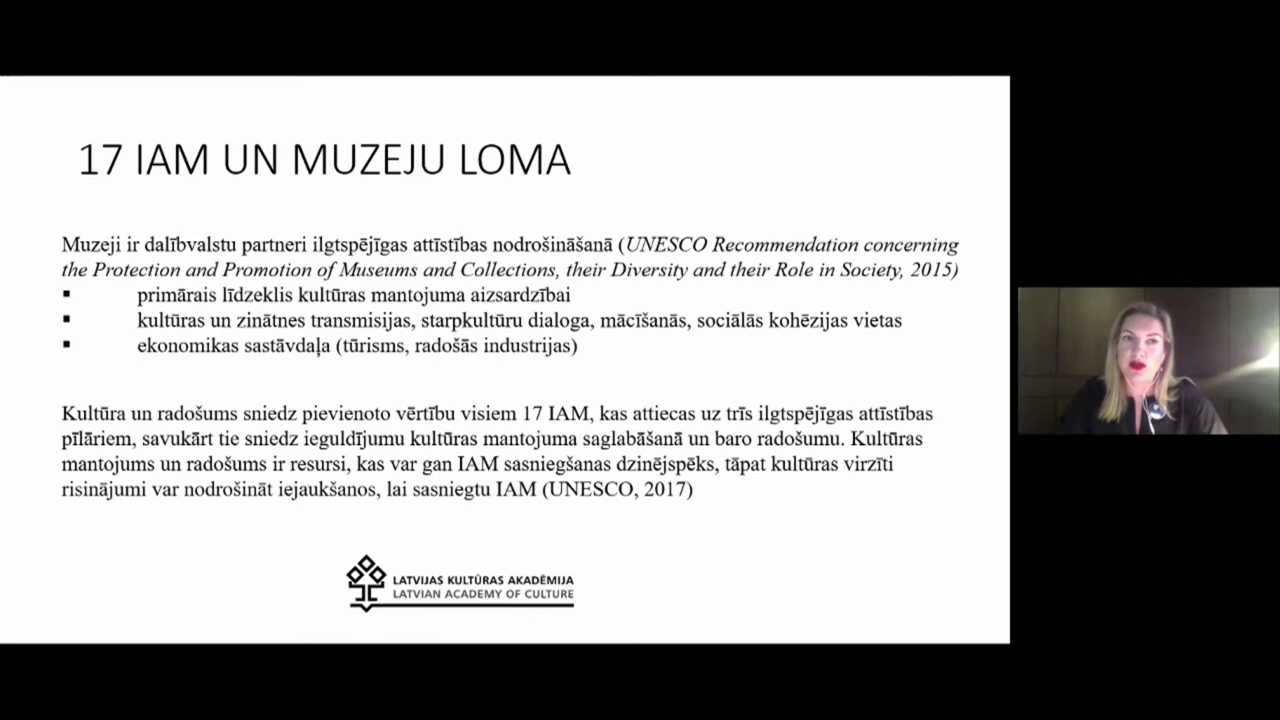 17 IAM UN MUZEJU LOMA
Muzeji ir dalībvalstu partneri ilgtspējīgas attīstības nodrošināšanā (UNESCO Recommendation concerning
the Protection and Promotion of Museums and Collections, their Diversity and their Role in Society, 2015)
▪ primārais līdzeklis kultūras mantojuma aizsardzībai
▪ kultūras un zinātnes transmisijas, starpkultūru dialoga, mācīšanās, sociālās kohēzijas vietas
▪ ekonomikas sastāvdaļa (tūrisms, radošās industrijas)
Kultūra un radošums sniedz pievienoto vērtību visiem 17 IAM, kas attiecas uz trīs ilgtspējīgas attīstības
pīlāriem, savukārt tie sniedz ieguldījumu kultūras mantojuma saglabāšanā un baro radošumu. Kultūras
mantojums un radošums ir resursi, kas var gan IAM sasniegšanas dzinējspēks, tāpat kultūras virzīti
risinājumi var nodrošināt iejaukšanos, lai sasniegtu IAM (UNESCO, 2017)
LATVIJAS KULTŪRAS AKADĒMIJA
LATVIAN ACADEMY OF CULTURE